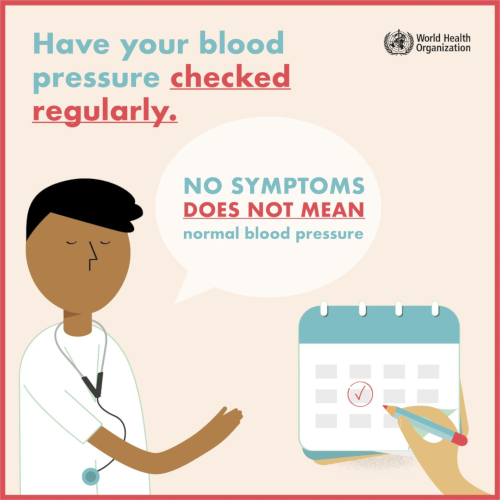 Have your blood
pressure checked
regularly.
World Health
Organization
NO SYMPTOMS
DOES NOT MEAN
normal blood pressure